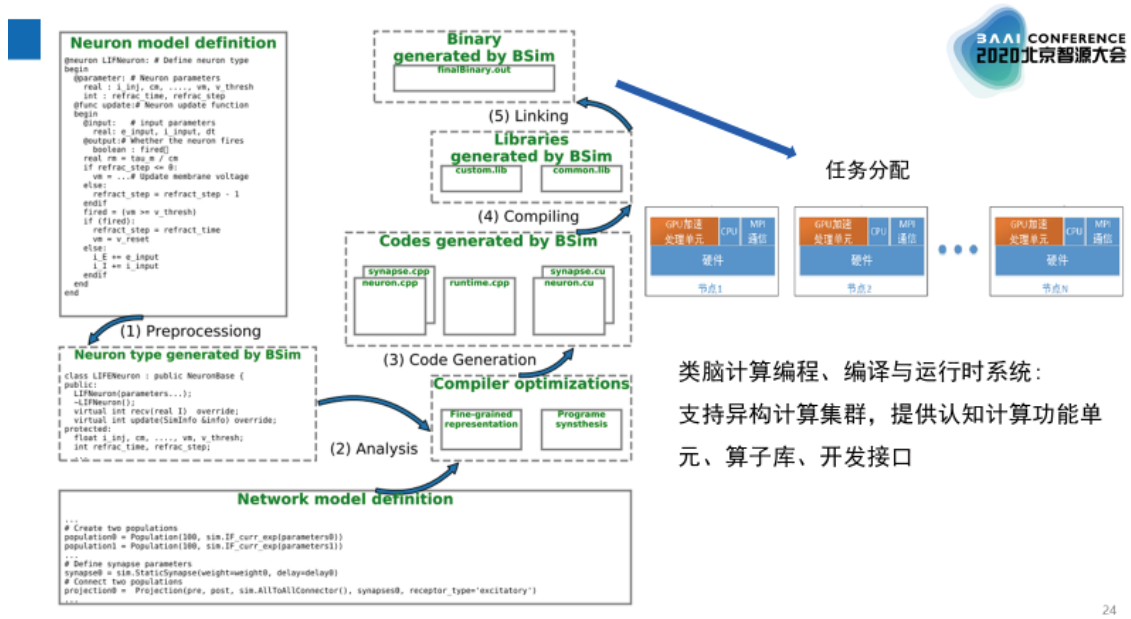 BAAI CONFERENCE
2020北京智源大会
Neuron model definition
@neuron LIFNeuron: # Define neuron type
begin
@parameter: # Neuron parameters
real : i_inj, cm, ...., vm, v_thresh
int : refrac_time, refrac_step
@func update:# Neuron update function
begin
@input:   # input parameters
real: e_input, i_input, dt
@output:# Whether the neuron fires
boolean : fired▯
real rm = tau_m / cm
if refrac_step <= 0:
vm = ...# Update membrane voltage
else:
refract_step = refract_step - 1
endif
fired = (vm >= v_thresh)
if (fired):
refract_step = refract_time
vm = v_reset
else:
i_E += e_input
i_I += i_input
endif
end
end
(1) Preprocessiong
Neuron type generated by BSim
class LIFENeuron : public NeuronBase {
public:
LIFNeuron(parameters...);
~LIFNeuron();
virtual int recv(real I)  override;
virtual int update(SimInfo &info) override;
protected:
float i_inj, cm, ...., vm, v_thresh;
int refrac_time, refrac_step;
...
(2) Analysis
Network model definition
...
# Create two populations
population0 = Population(100, sim.IF_curr_exp(parameters0))
population1 = Population(100, sim.IF_curr_exp(parameters1))
...
# Define synapse parameters
synapse0 = sim.StaticSynapse(weight=weight0, delay=delay0)
# Connect two populations
projection0 =  Projection(pre, post, sim.AllToAllConnector(), synapses0, receptor_type='excitatory')
...
Compiler optimizations
Fine-grained
representation
Programe
synsthesis
(3) Code Generation
Codes generated by BSim
synapse.cpp
neuron.cpp
runtime.cpp
synapse.cu
neuron.cu
(4) Compiling
Libraries
generated by BSim
custom.lib
common.lib
(5) Linking
Binary
generated by BSim
finalBinary.out
任务分配
GPU加速
处理单元
CPU
MPI
通信
硬件
节点1
GPU加速
处理单元
CPU
MPI
通信
硬件
节点2
GPU加速
处理单元
CPU
MPI
通信
硬件
节点N
类脑计算编程、编译与运行时系统:
支持异构计算集群，提供认知计算功能单
元、算子库、开发接口
24